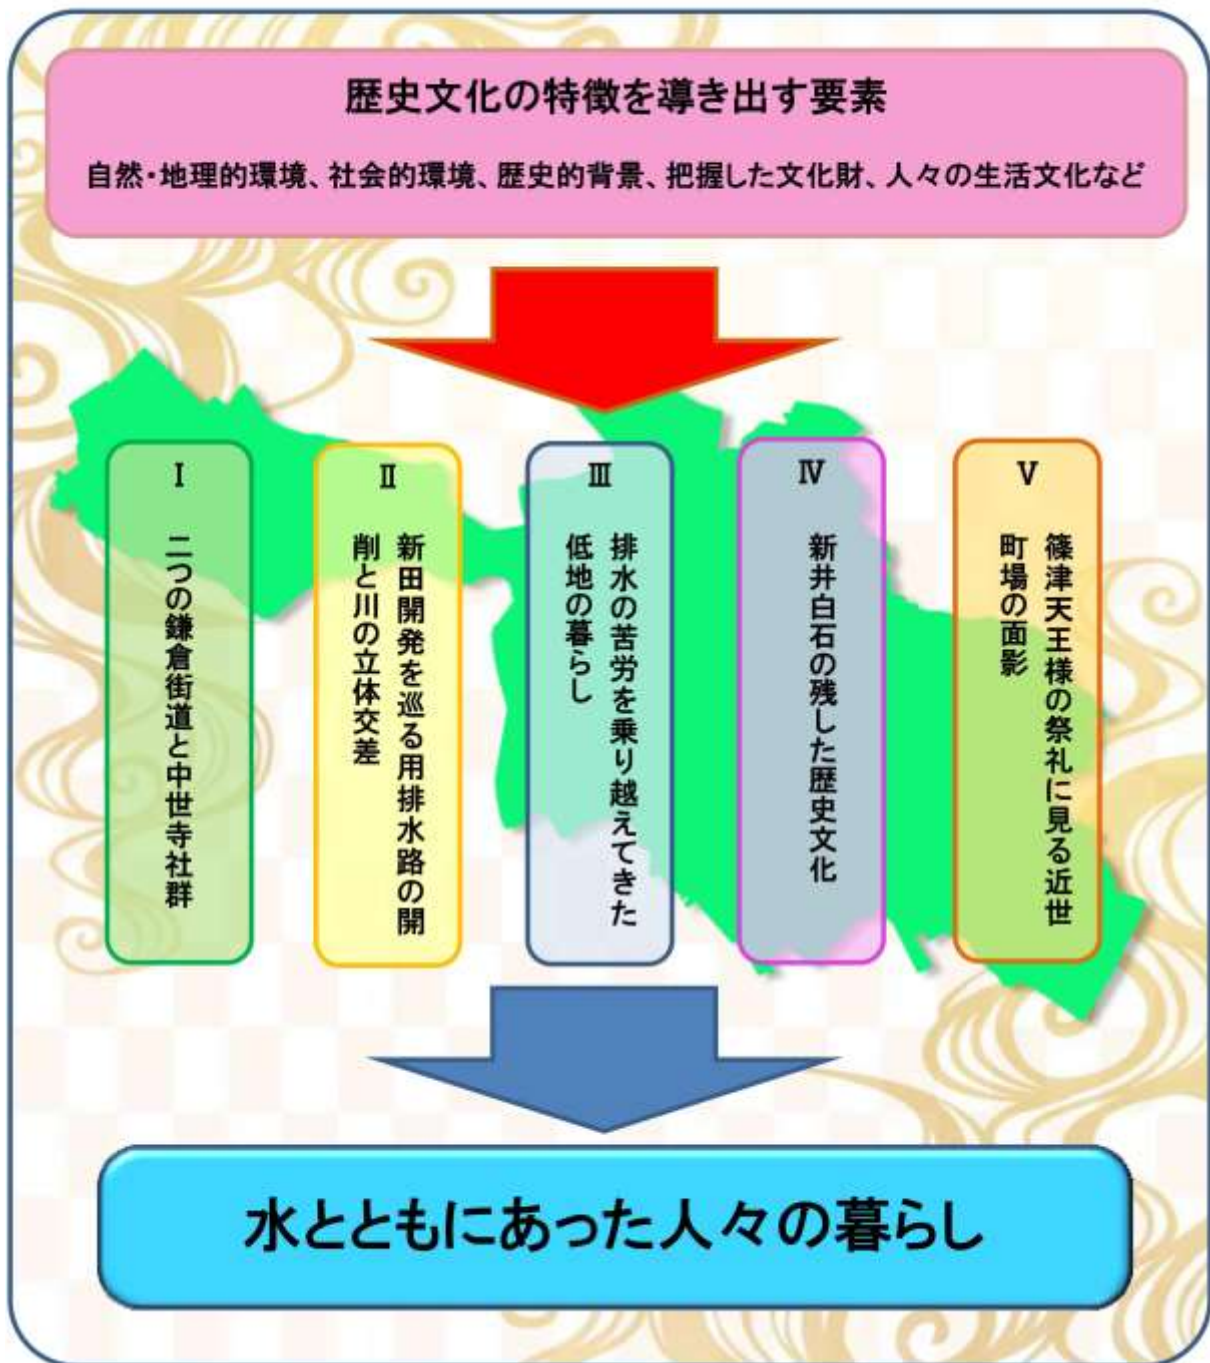 歴史文化の特徴を導き出す要素
自然・地理的環境、社会的環境、歴史的背景、把握した文化財、人々の生活文化など
Ⅰ
二つの鎌倉街道と中世寺社群
Ⅱ
新田開発を巡る用排水路の開
削と川の立体交差
Ⅲ
排水の苦労を乗り越えてきた
低地の暮らし
Ⅳ
新井白石の残した歴史文化
Ⅴ
篠津天王様の祭礼に見る近世
町場の面影
水とともにあった人々の暮らし